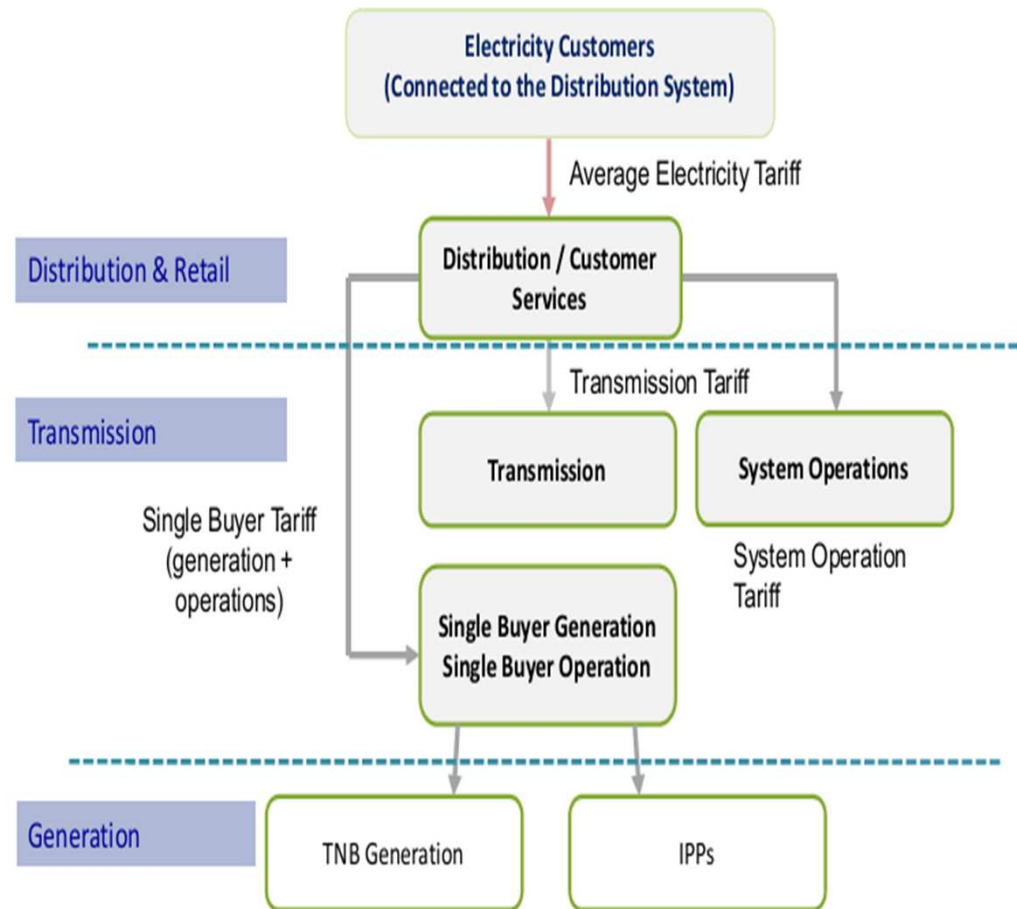 Electricity Customers
(Connected to the Distribution System)
Average Electricity Tariff
Distribution & Retail
Distribution / Customer
Services
Transmission Tariff
Transmission
Transmission
System Operations
Single Buyer Tariff
(generation +
operations)
System Operation
Tariff
Single Buyer Generation
Single Buyer Operation
Generation
TNB Generation
IPPs